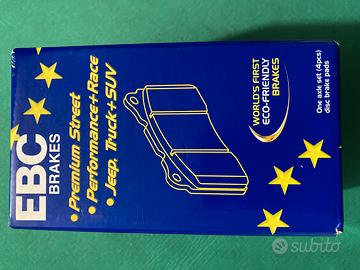 EBC
BRAKES
• Premium Street
• Performance+Race
• Jeep, Truck+SUV
WORLD'S FIRST
ECO-FRIENDLY
BRAKES
One axle set (4pcs)
disc brake pads
subito